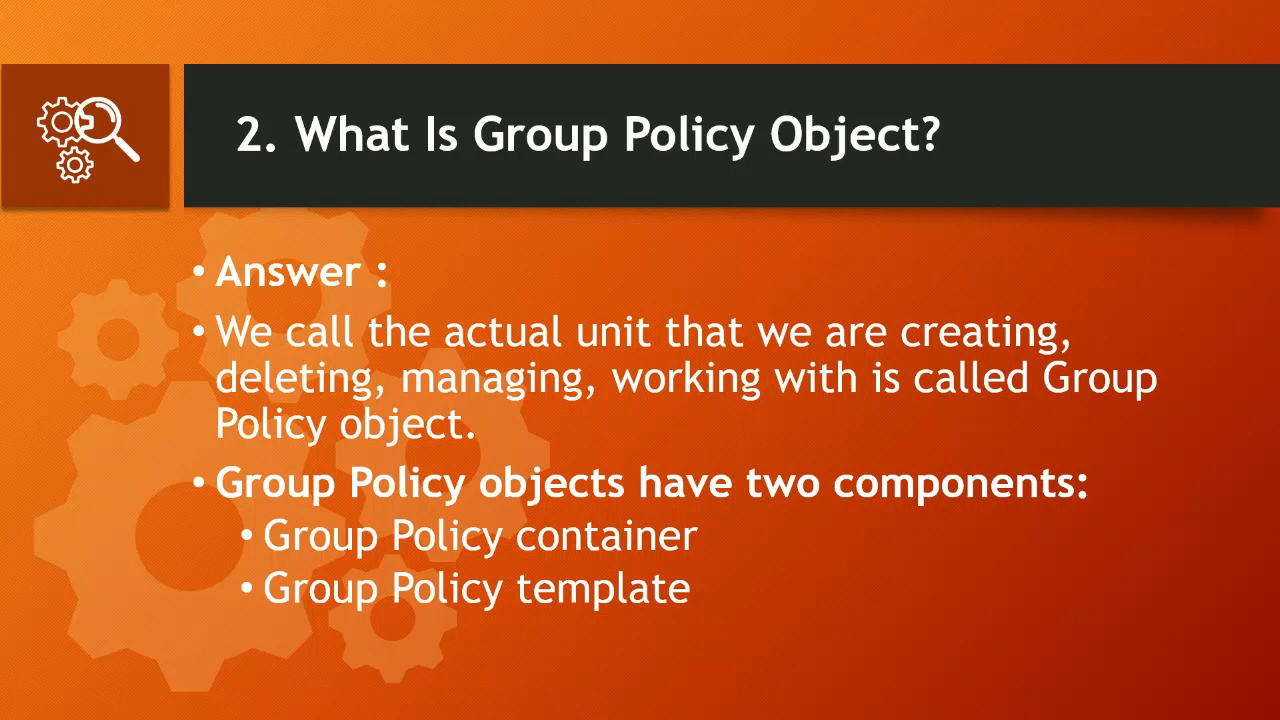 2. What Is Group Policy Object?
• Answer :
• We call the actual unit that we are creating,
deleting, managing, working with is called Group
Policy object.
• Group Policy objects have two components:
• Group Policy container
• Group Policy template